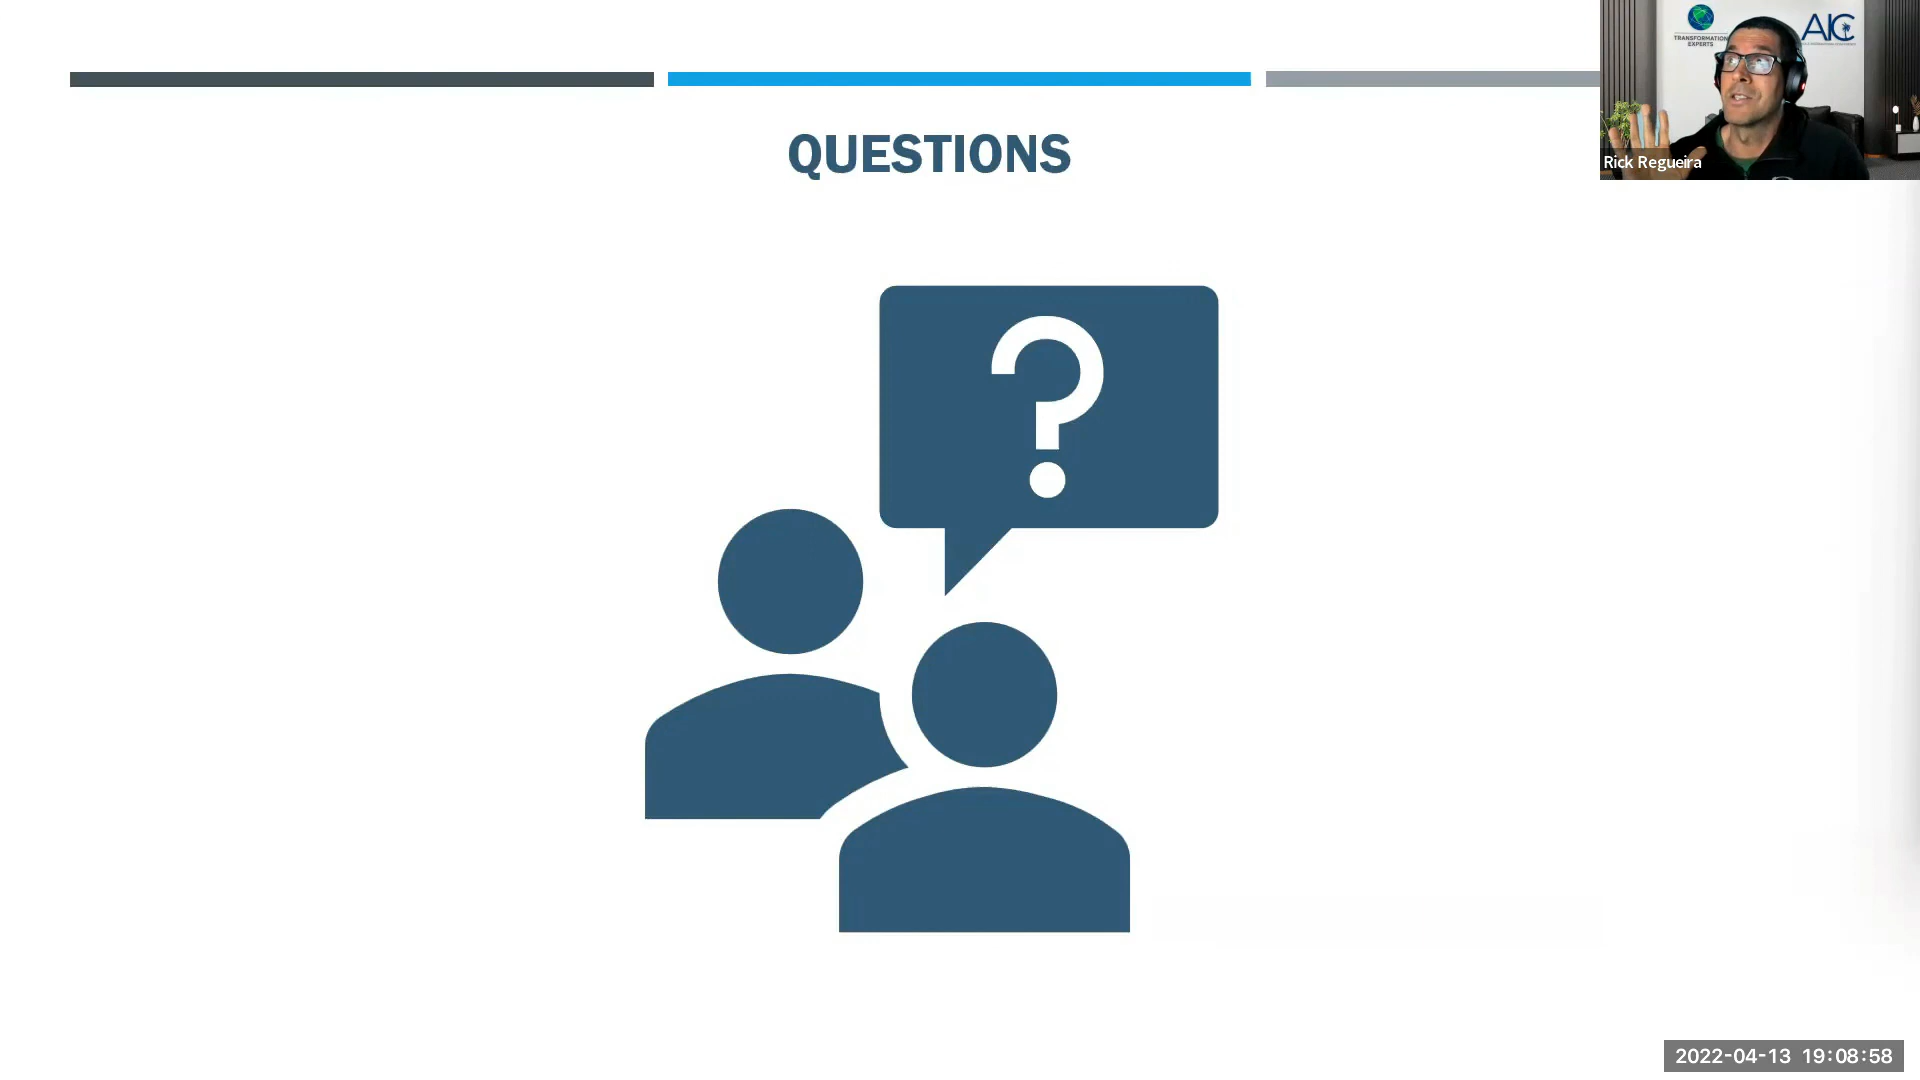 TRANSFORMATION
EXPERTS
AIC
QUESTIONS
?
Rick Regueira
2022-04-13 19:08:58